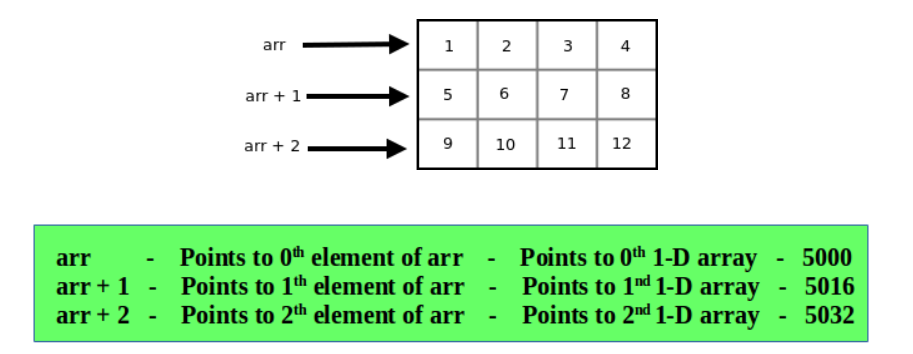 arr 1 2 3 4
arr + 1 5 6 7 8
arr + 2 9 10 11 12
arr - Points to 0th element of arr - Points to 0th 1-D array - 5000
arr + 1 - Points to 1th element of arr - Points to 1nd 1-D array - 5016
arr + 2 - Points to 2th element of arr - Points to 2nd 1-D array - 5032